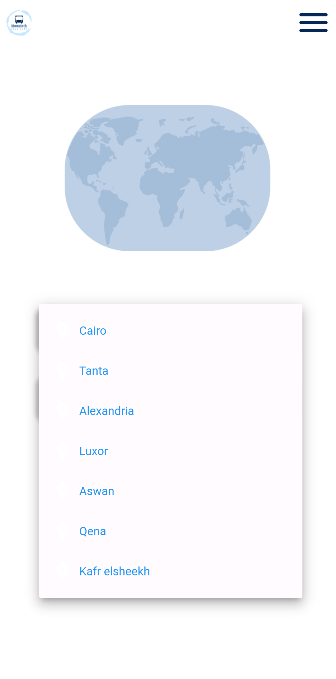 Cairo
Tanta
Alexandria
Luxor
Aswan
Qena
Kafr elsheekh